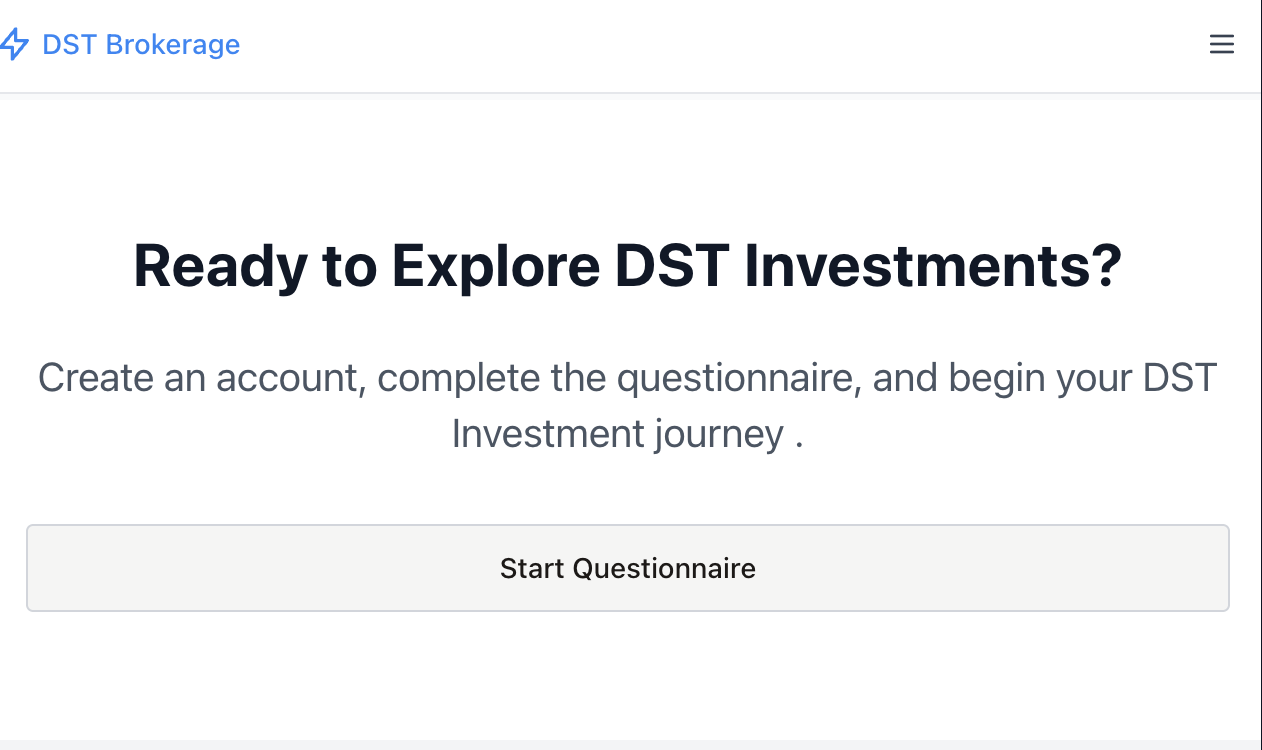 DST Brokerage
Ready to Explore DST Investments?
Create an account, complete the questionnaire, and begin your DST
Investment journey .
Start Questionnaire